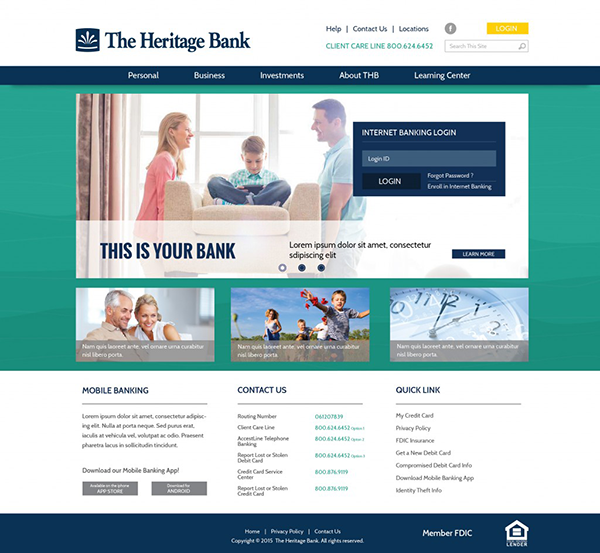 Help | Contact Us | Locations
f
LOGIN
The Heritage Bank
CLIENT CARE LINE 800.624.6452
Search This Site
Personal
Business
Investments
About THB
Learning Center
INTERNET BANKING LOGIN
Login ID
LOGIN
Forgot Password ?
Enroll in Internet Banking
THIS IS YOUR BANK
Lorem ipsum dolor sit amet, consectetur
adipiscing elit
LEARN MORE
Nam quis laoreet ante, vel ornare urna curabitur
nisl libero porta.
Nam quis laoreet ante, vel ornare urna curabitur
nisl libero porta.
Nam quis laoreet ante, vel ornare urna curabitur
nisl libero porta.
MOBILE BANKING
Lorem ipsum dolor sit amet, consectetur adipisc-
ing elit. Nulla at porta neque. Sed purus erat,
iaculis at vehicula vel, volutpat ac odio. Praesent
pharetra lacus in sollicitudin tincidunt.
Download our Mobile Banking App!
Available on the iphone
APP STORE
Download for
ANDROID
CONTACT US
Routing Number 061207839
Client Care Line 800.624.6452 Option 1
AccessLine Telephone
Banking 800.624.6452 Option 2
Report Lost or Stolen
Debit Card 800.624.6452 Option 3
Credit Card Service
Center 800.876.9119
Report Lost or Stolen
Credit Card 800.876.9119
QUICK LINK
My Credit Card
Privacy Policy
FDIC Insurance
Get a New Debit Card
Compromised Debit Card Info
Download Mobile Banking App
Identity Theft Info
Home | Privacy Policy | Contact Us
Copyright © 2015 The Heritage Bank. All rights reserved.
Member FDIC
LENDER